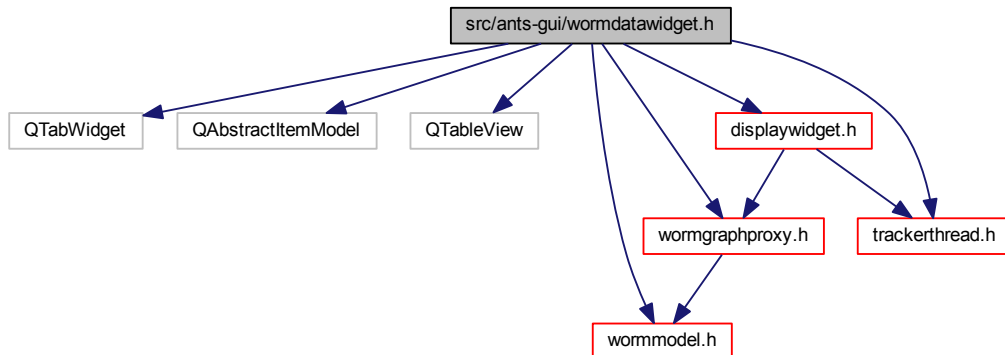 src/ants-gui/wormdatawidget.h
QTabWidget
QAbstractItemModel
QTableView
displaywidget.h
wormgraphproxy.h
trackerthread.h
wormmodel.h